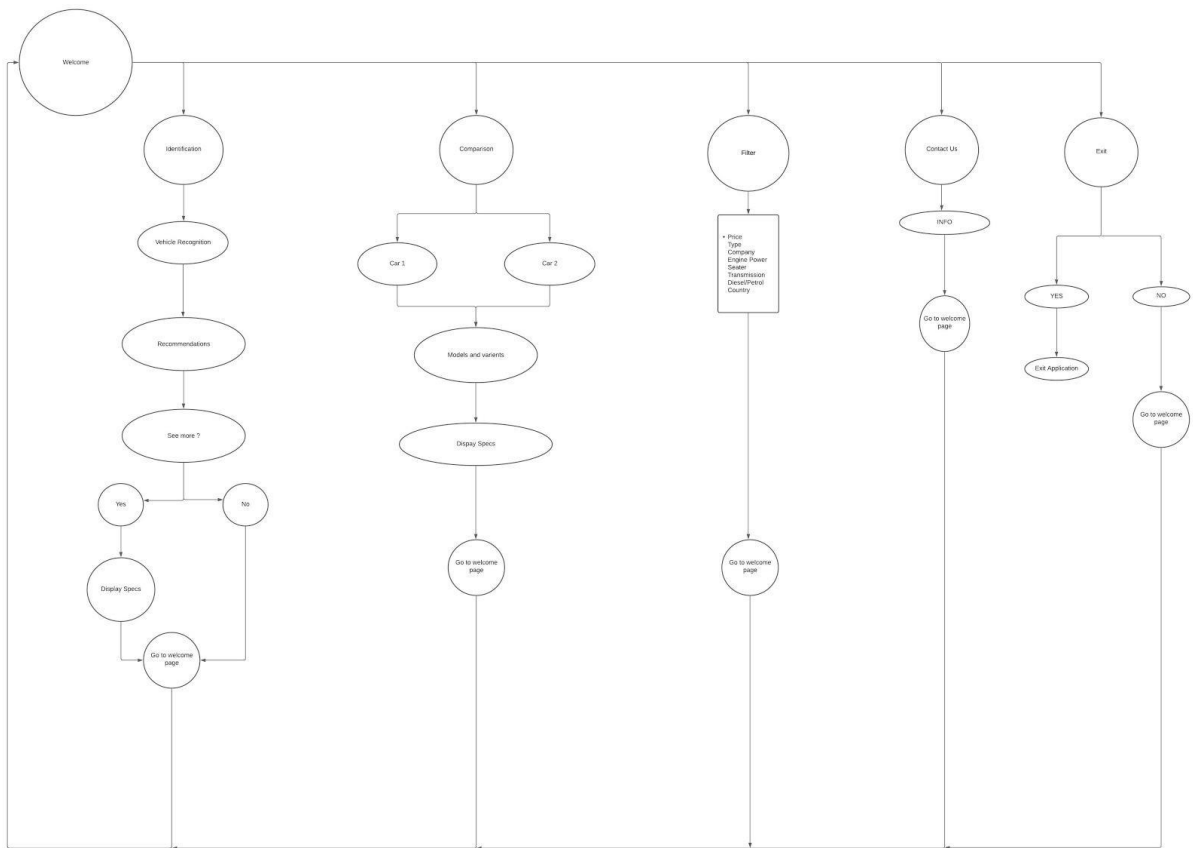 Welcome
Identification
Comparison
Filter
Contact Us
Exit
Vehicle Recognition
Car 1
Car 2
• Price
Type
Company
Engine Power
Seater
Transmission
Diesel/Petrol
Country
INFO
YES
NO
Recommendations
Models and varients
Go to welcome
page
Exit Application
See more ?
Dispay Specs
Go to welcome
page
Yes
No
Display Specs
Go to welcome
page
Go to welcome
page
Go to welcome
page